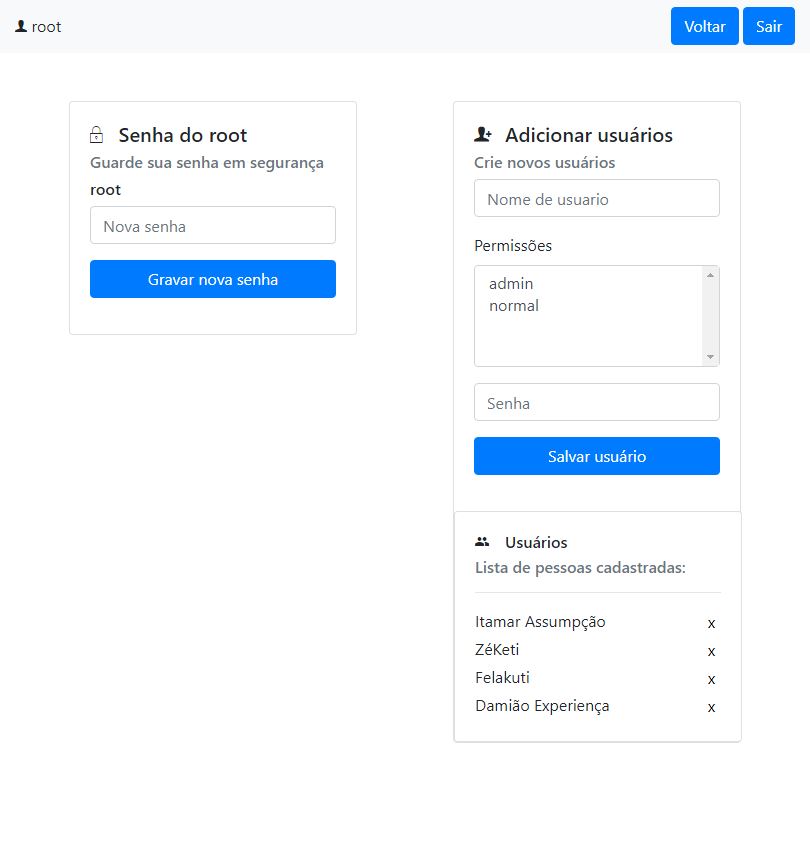 root
Voltar
Sair
Senha do root
Guarde sua senha em segurança
root
Nova senha
Gravar nova senha
Adicionar usuários
Crie novos usuários
Nome de usuario
Permissões
admin
normal
Senha
Salvar usuário
Usuários
Lista de pessoas cadastradas:
Itamar Assumpção x
ZéKeti x
Felakuti x
Damião Experiença x